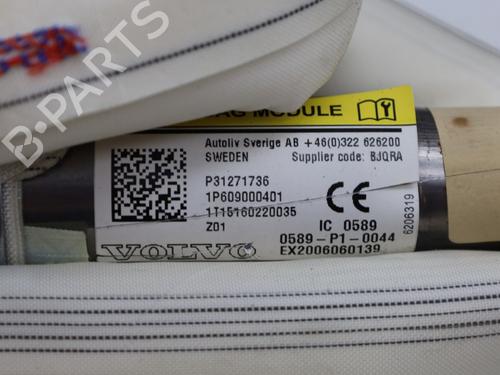 AG MODULE
Autoliv Sverige AB +46(0)322 626200
SWEDEN Supplier code: BJQRA
P31271736
1P609000401
1T15160220035
Z01
CE
IC 0589
0589-P1-0044
EX2006060139
VOLVO
6206319
B-PARTS